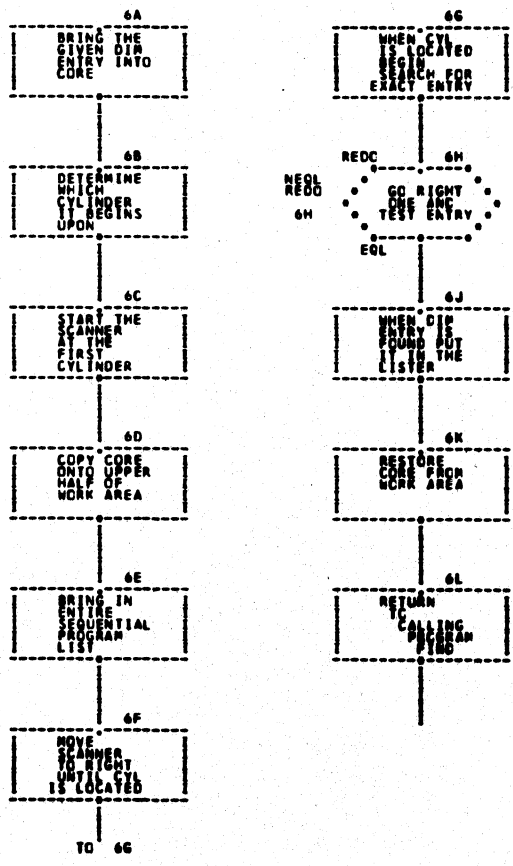 6A
BRING THE
GIVEN DIM
ENTRY INTO
CORE
6B
DETERMINE
WHICH
CYLINDER
IT BEGINS
UPON
6C
START THE
SCANNER
AT THE
FIRST
CYLINDER
6D
COPY CORE
ONTO UPPER
HALF OF
WORK AREA
6E
BRING IN
ENTIRE
SEQUENTIAL
PROGRAM
LIST
6F
MOVE
SCANNER
TO RIGHT
UNTIL CYL
IS LOCATED
TO 6G
6G
WHEN CYL
IS LOCATED
BEGIN
SEARCH FOR
EXACT ENTRY
REDO 6H
NEQL
REDO
6H
GO RIGHT
ONE AND
TEST ENTRY
EQL
6J
WHEN DIM
ENTRY IS
FOUND PUT
IT IN THE
LISTER
6K
RESTORE
CORE FROM
WORK AREA
6L
RETURN
TO
CALLING
PROGRAM
FIND